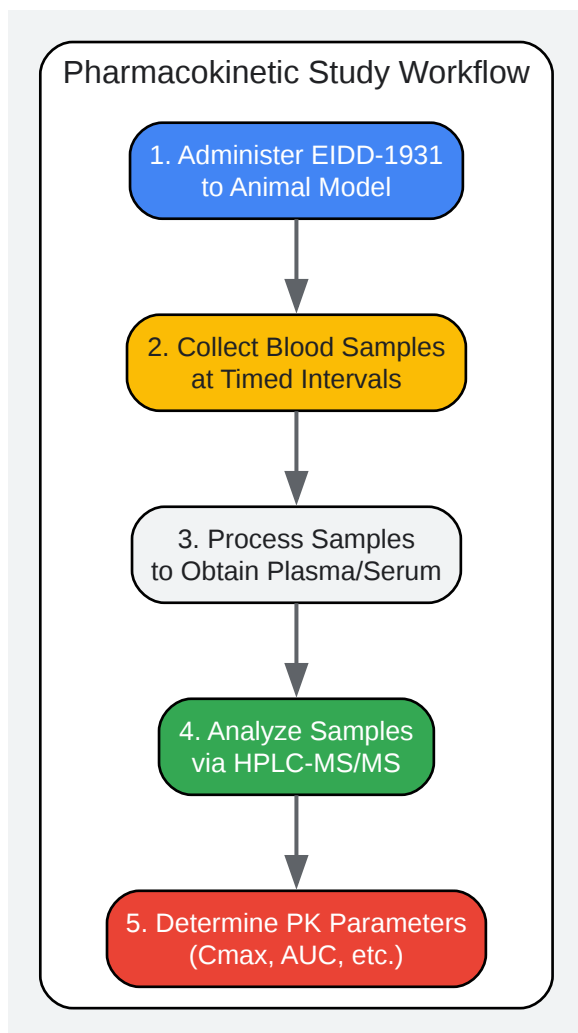 Pharmacokinetic Study Workflow
1. Administer EIDD-1931
to Animal Model
2. Collect Blood Samples
at Timed Intervals
3. Process Samples
to Obtain Plasma/Serum
4. Analyze Samples
via HPLC-MS/MS
5. Determine PK Parameters
(Cmax, AUC, etc.)